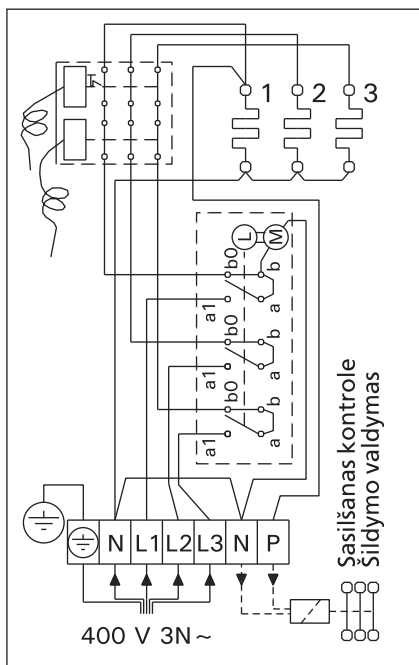 1 2 3
L M
b0 b
a1 a
b0 b
a1 a
b0 b
a1 a
Sasilšanas kontrole
Šildymo valdymas
N L1 L2 L3 N P
400 V 3N~